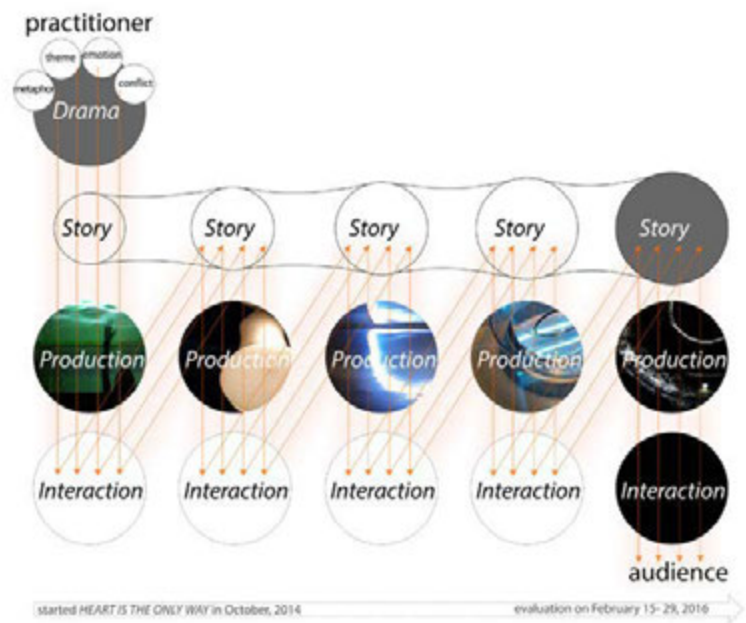 practitioner
theme
emotion
metaphor
conflict
Drama
Story
Story
Story
Story
Story
Production
Production
Production
Production
Production
Interaction
Interaction
Interaction
Interaction
Interaction
audience
started HEART IS THE ONLY WAY in October, 2014
evaluation on February 15- 29, 2016